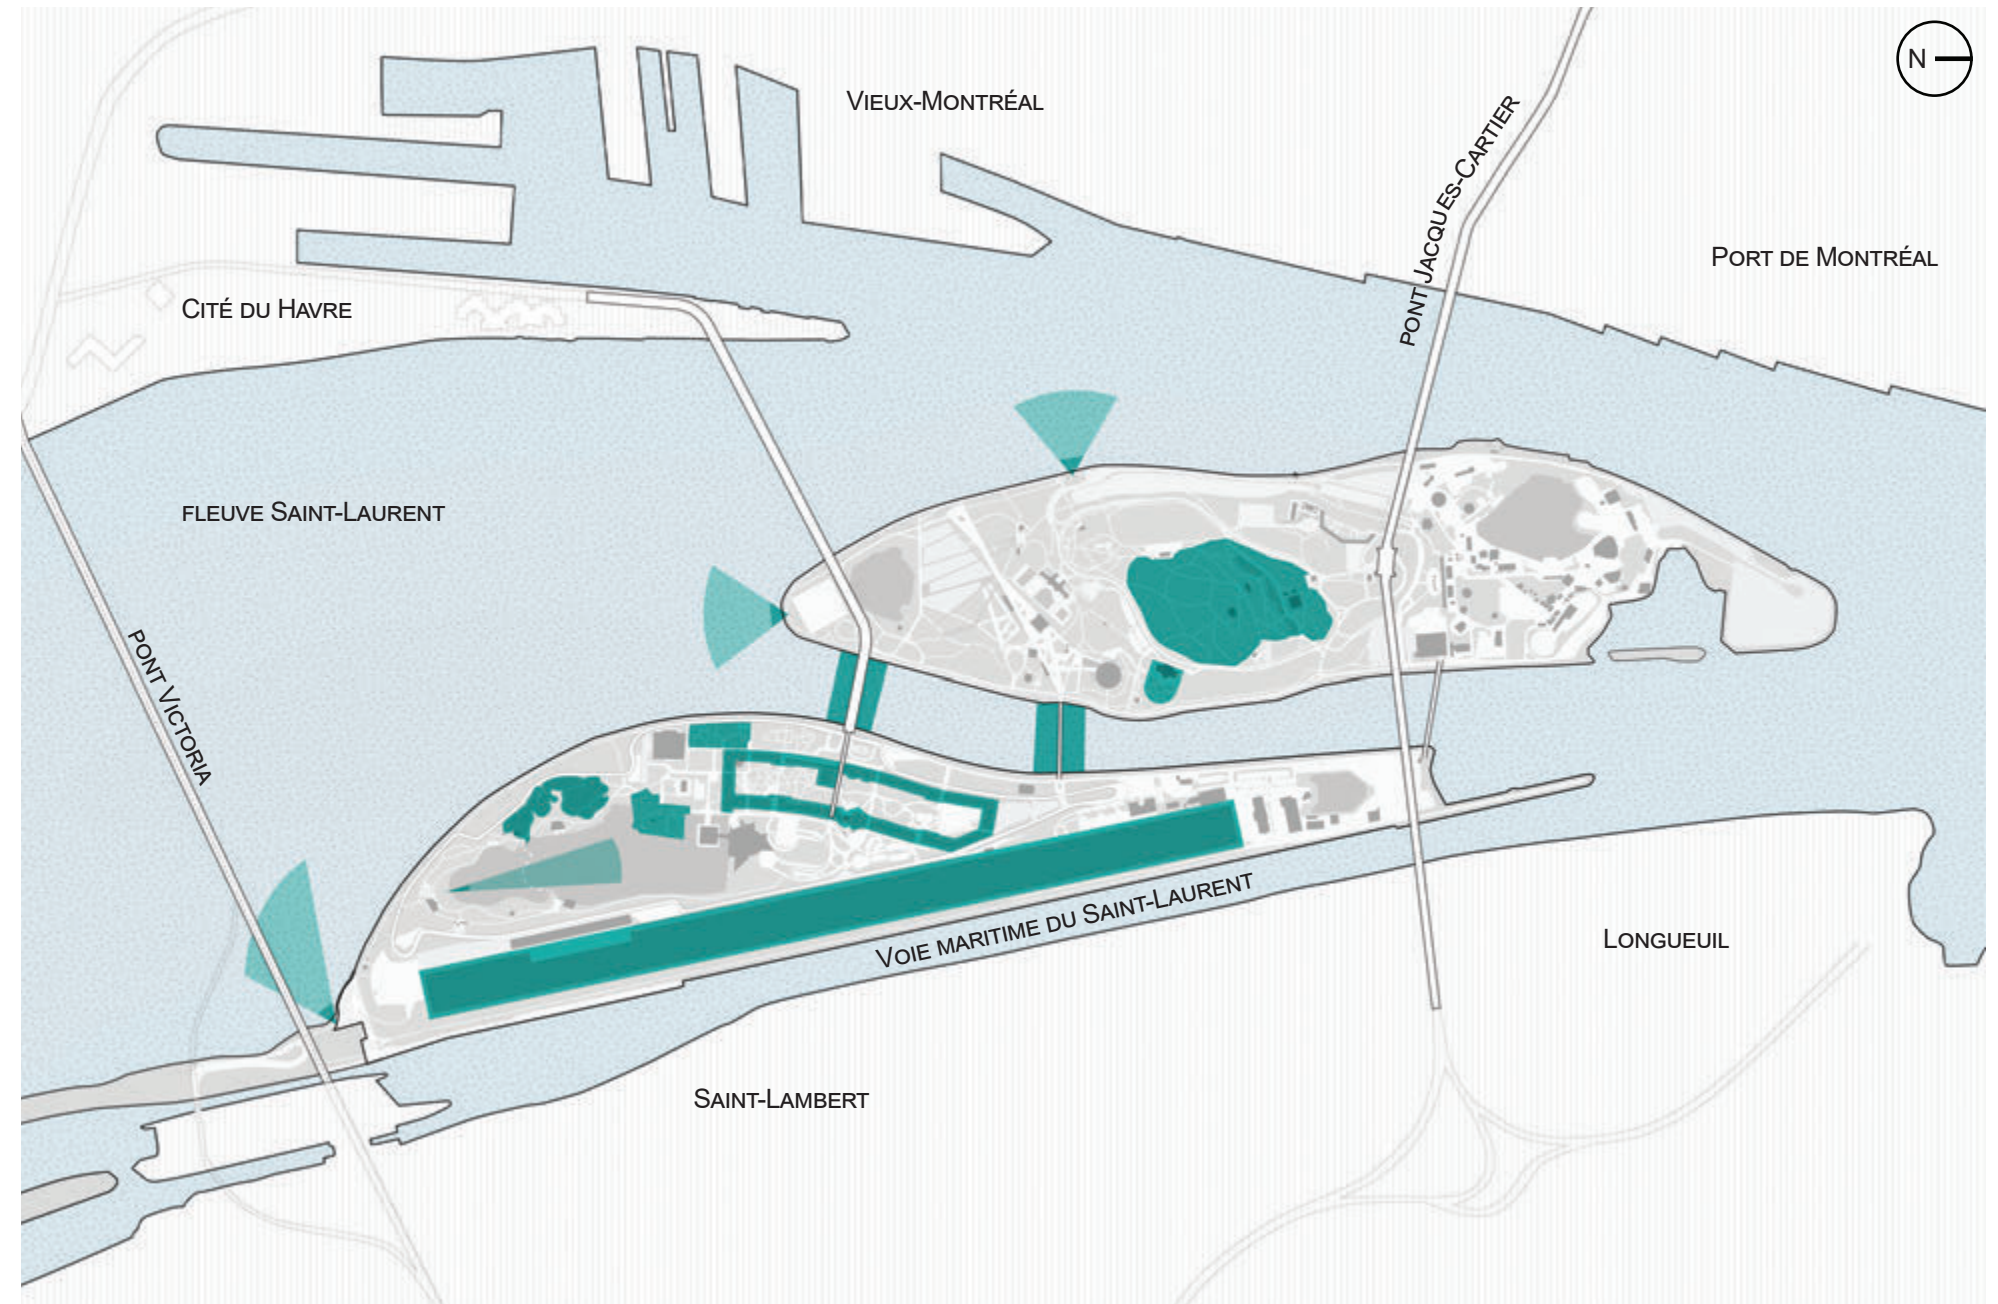 N
VIEUX-MONTRÉAL
PONT JACQUES-CARTIER
PORT DE MONTRÉAL
CITÉ DU HAVRE
FLEUVE SAINT-LAURENT
PONT VICTORIA
VOIE MARITIME DU SAINT-LAURENT
LONGUEUIL
SAINT-LAMBERT